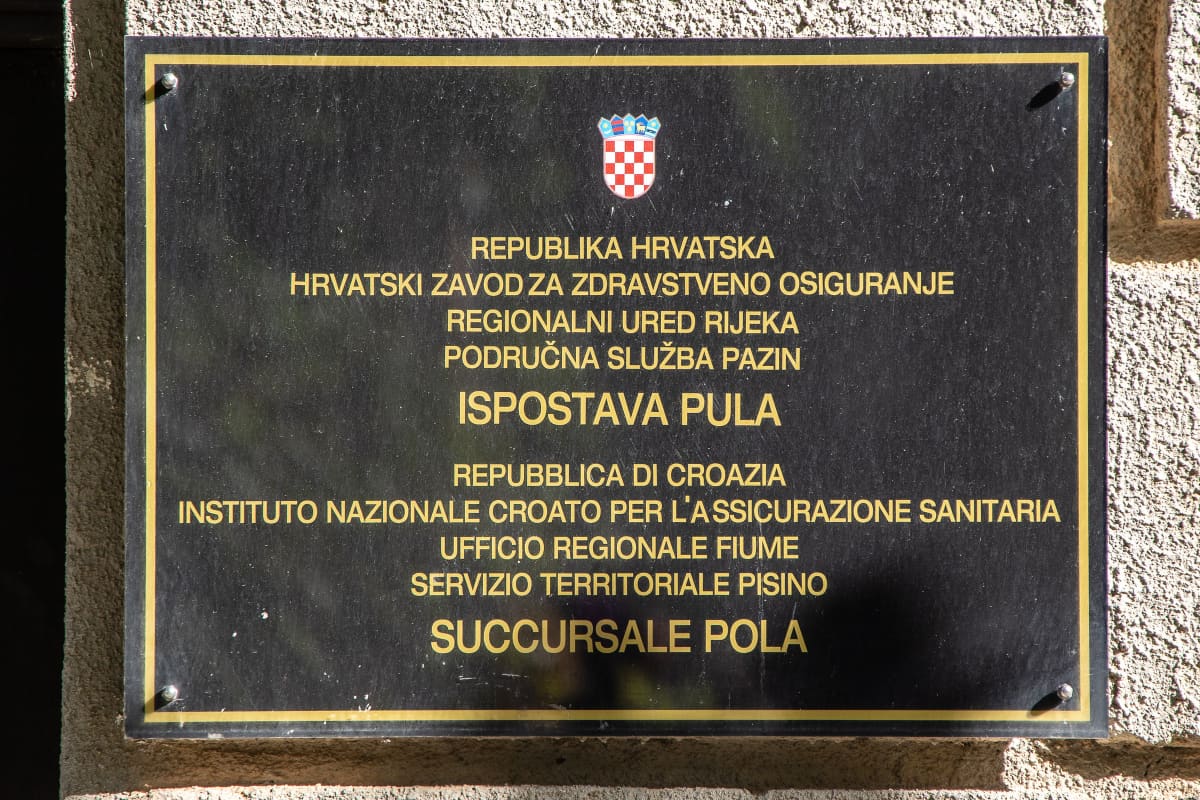 REPUBLIKA HRVATSKA
HRVATSKI ZAVOD ZA ZDRAVSTVENO OSIGURANJE
REGIONALNI URED RIJEKA
PODRUČNA SLUŽBA PAZIN
ISPOSTAVA PULA
REPUBBLICA DI CROAZIA
INSTITUTO NAZIONALE CROATO PER L'ASSICURAZIONE SANITARIA
UFFICIO REGIONALE FIUME
SERVIZIO TERRITORIALE PISINO
SUCCURSALE POLA